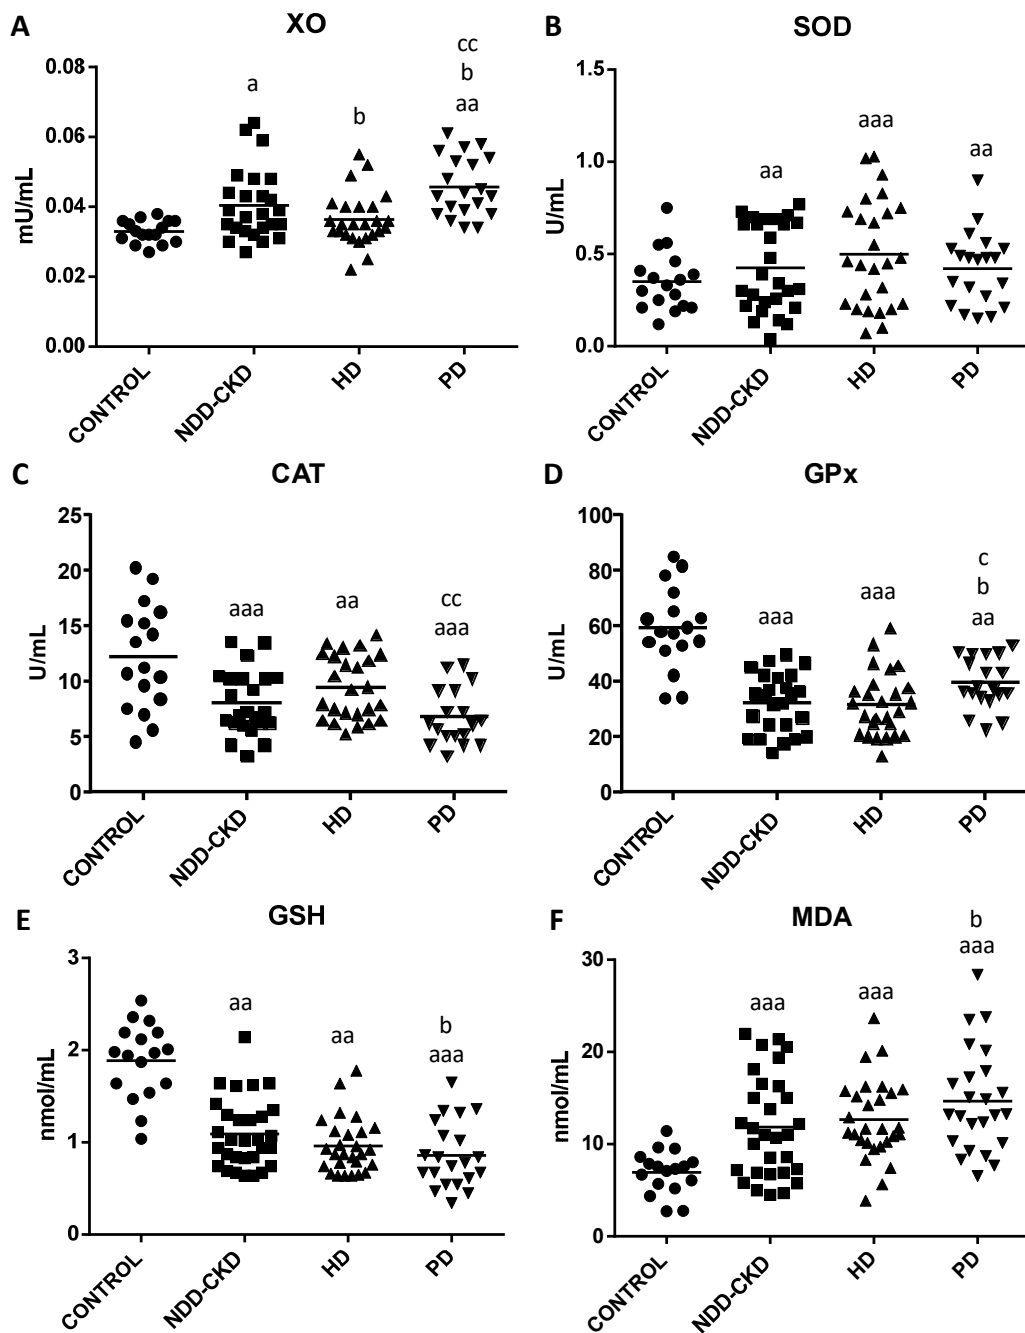 A
XO
mU/mL
0.08
0.06
0.04
0.02
0.00
a
b
cc
b
aa
CONTROL
NDD-CKD
HD
PD
B
SOD
U/mL
1.5
1.0
0.5
0.0
aa
aaa
aa
CONTROL
NDD-CKD
HD
PD
C
CAT
U/mL
25
20
15
10
5
0
aaa
aa
cc
aaa
CONTROL
NDD-CKD
HD
PD
D
GPx
U/mL
100
80
60
40
20
0
aaa
aaa
c
b
aa
CONTROL
NDD-CKD
HD
PD
E
GSH
nmol/mL
3
2
1
0
aa
aa
b
aaa
CONTROL
NDD-CKD
HD
PD
F
MDA
nmol/mL
30
20
10
0
aaa
aaa
b
aaa
CONTROL
NDD-CKD
HD
PD